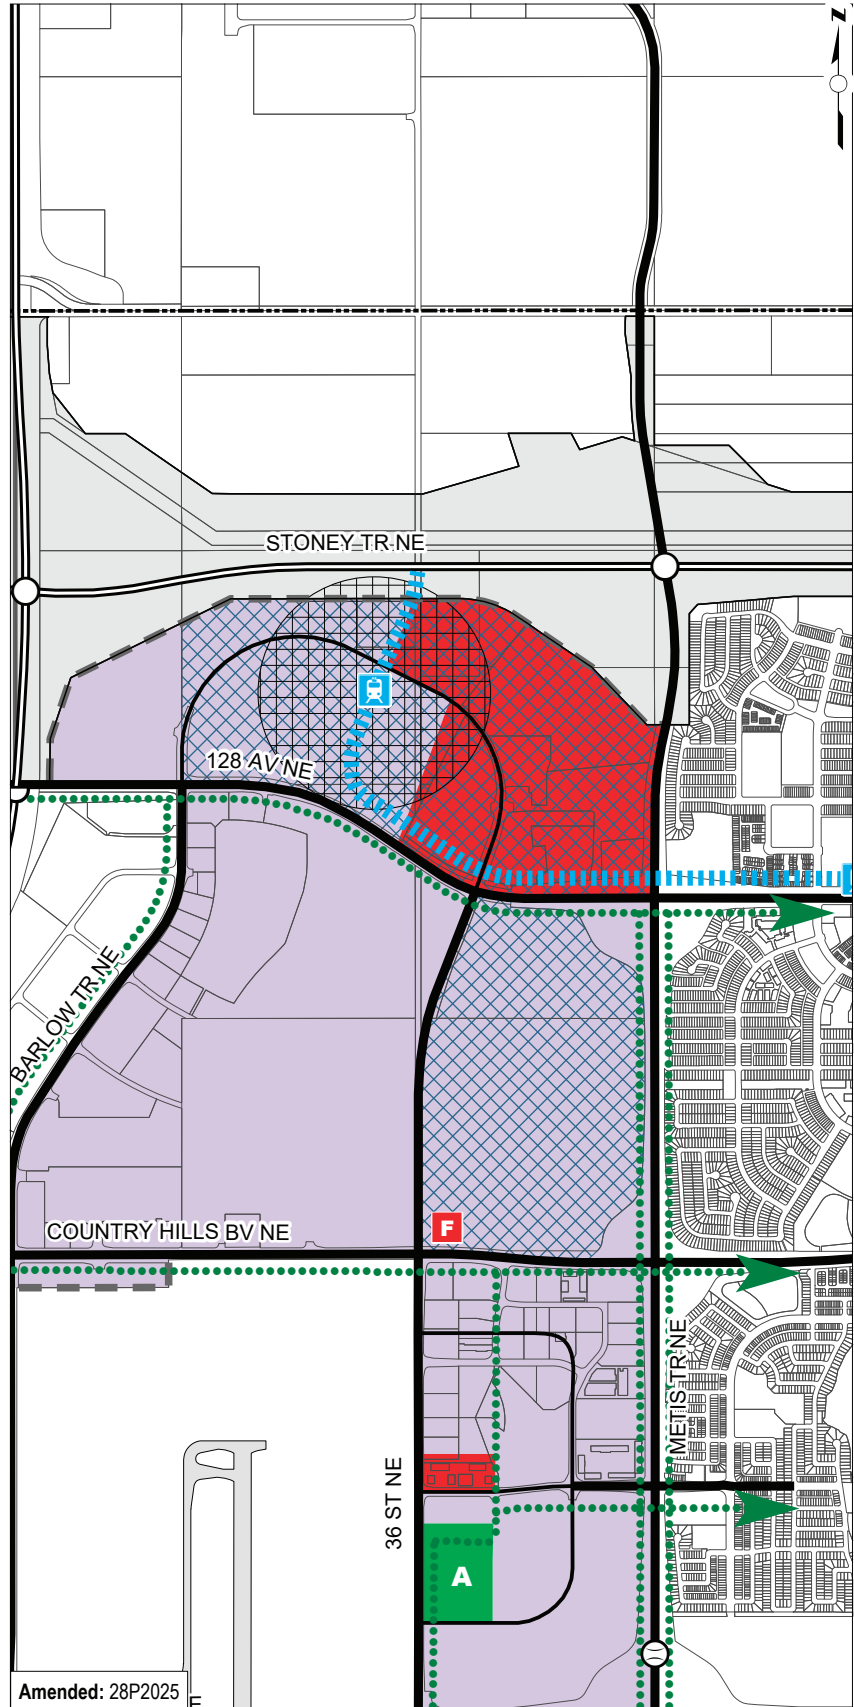 N
STONEY TR NE
128 AV NE
BARLOW TR NE
F
COUNTRY HILLS BV NE
METIS TR NE
36 ST NE
A
Amended: 28P2025
E